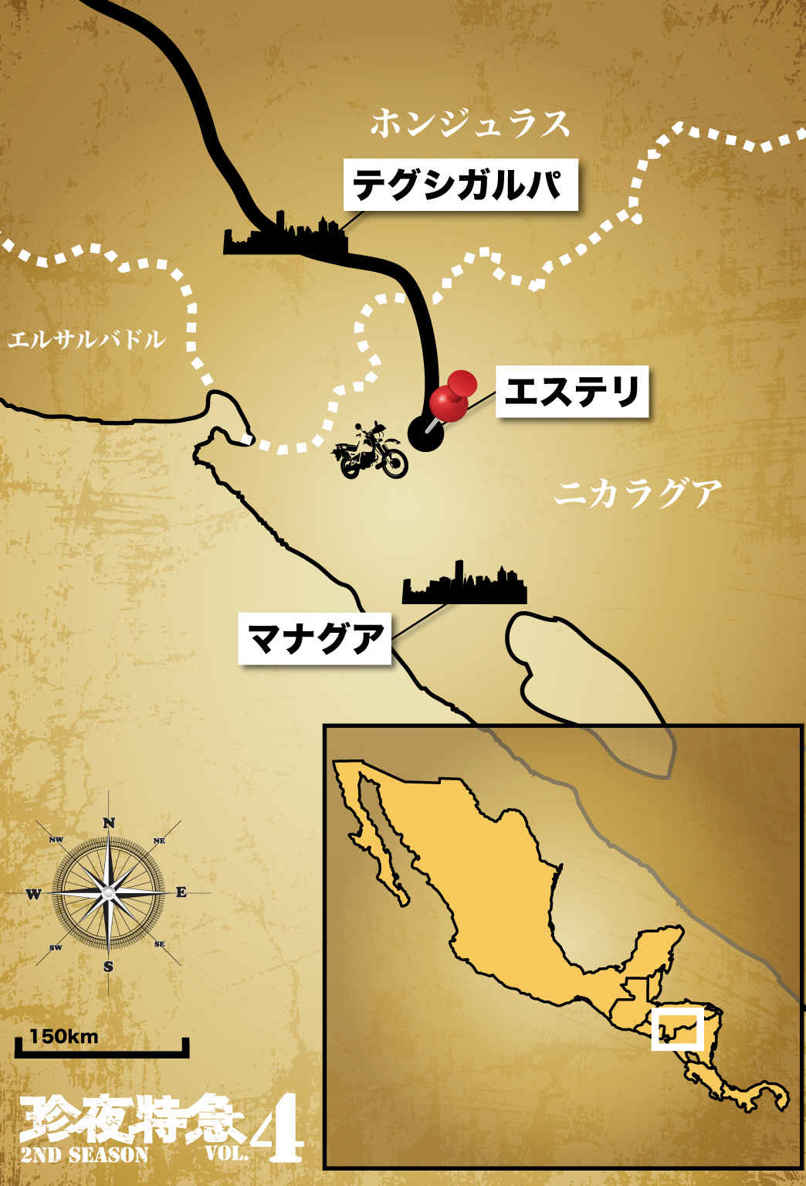 ホンジュラス
テグシガルパ
エルサルバドル
エステリ
ニカラグア
マナグア
N
NW
NE
W
E
SW
SE
S
150km
珍夜特急4
2ND SEASON VOL.